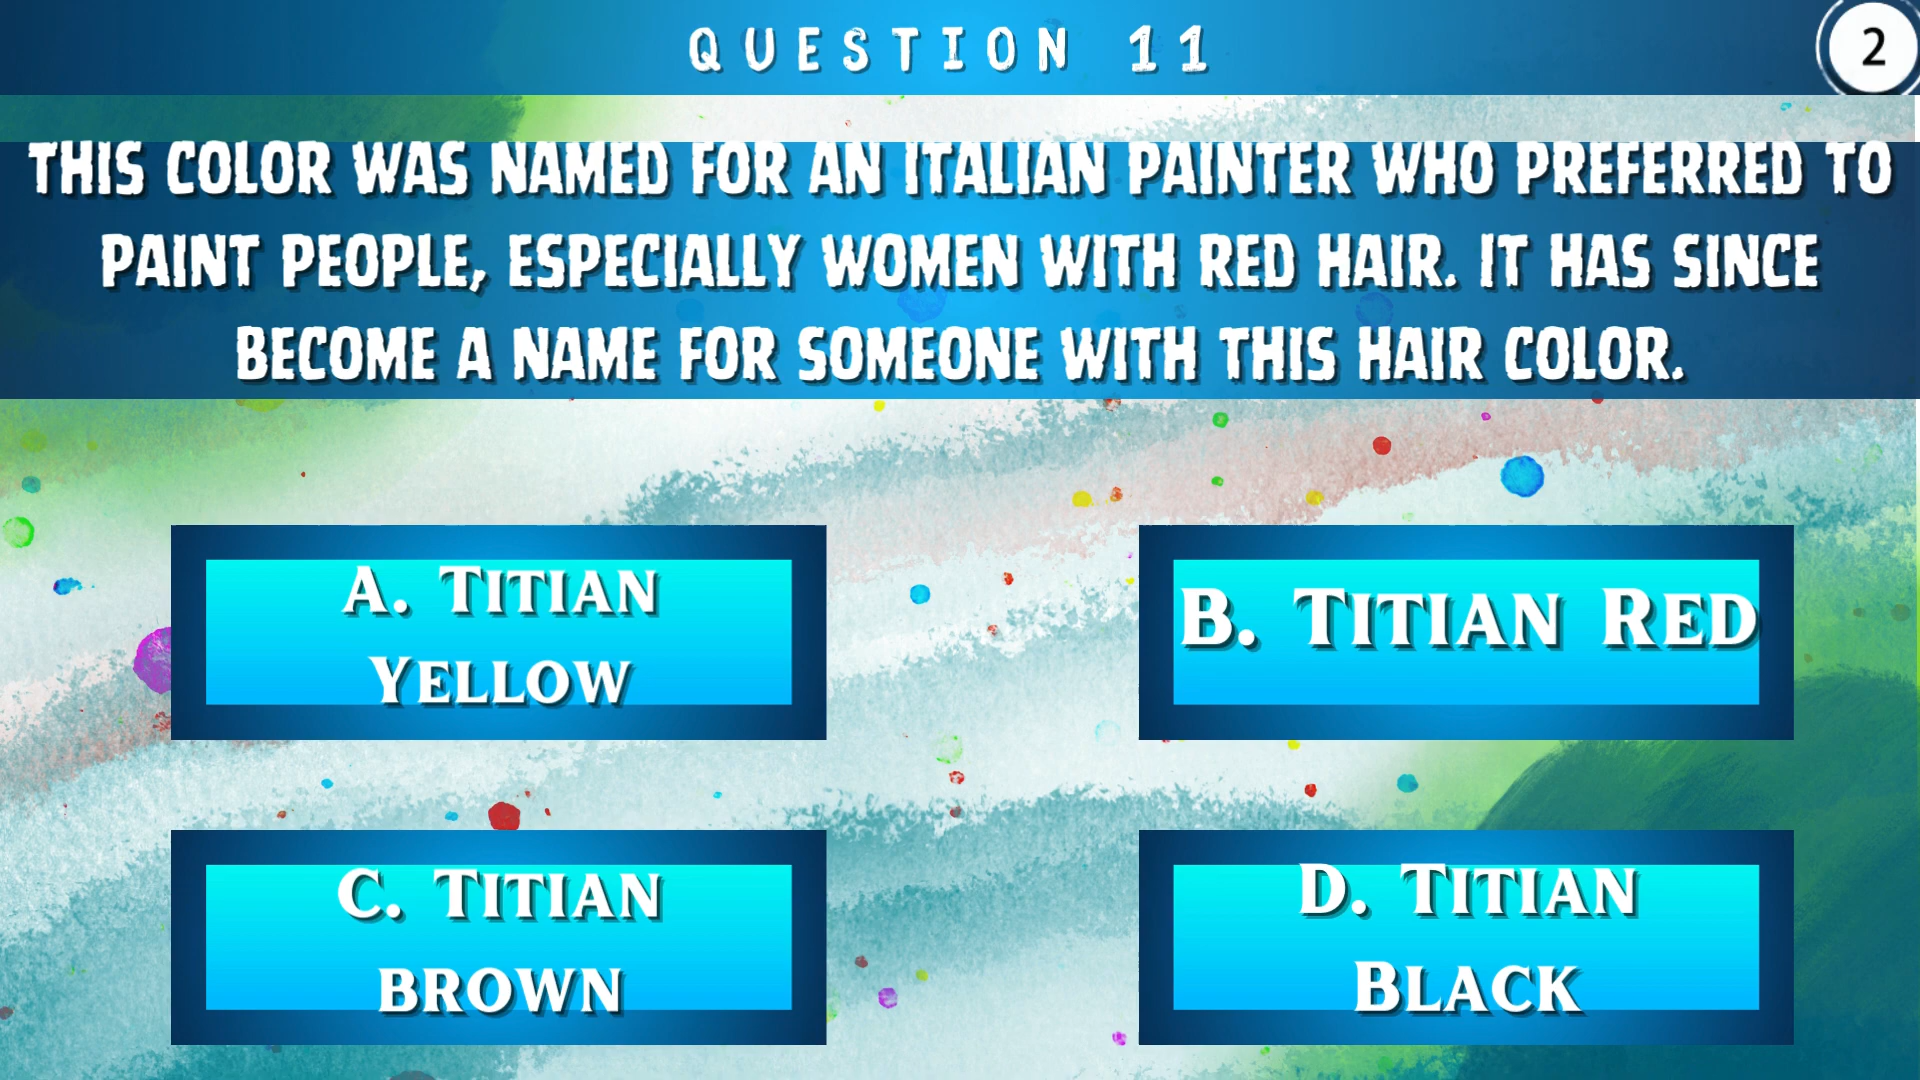 QUESTION 11
2
THIS COLOR WAS NAMED FOR AN ITALIAN PAINTER WHO PREFERRED TO
PAINT PEOPLE, ESPECIALLY WOMEN WITH RED HAIR. IT HAS SINCE
BECOME A NAME FOR SOMEONE WITH THIS HAIR COLOR.
A. TITIAN
YELLOW
B. TITIAN RED
C. TITIAN
BROWN
D. TITIAN
BLACK